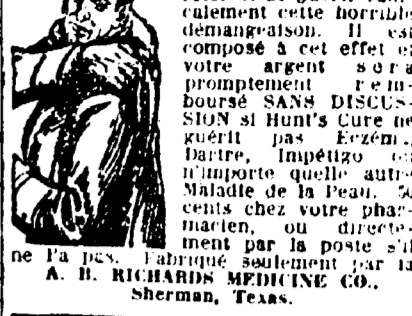 calement cette horrible
démangeaison. Il est
composé à cet effet et
votre argent sera
promptement rem-
boursé SANS DISCUS-
SION si Hunt's Cure ne
guérit pas Eczém.,
Dartre, Impétigo ou
n'importe quelle autre
Maladie de la Peau. 50
cents chez votre phar-
macien, ou directe-
ment par la poste s'il
ne l'a pas. Fabriqué seulement par la
A. B. RICHARDS MEDICINE CO.,
Sherman, Texas.